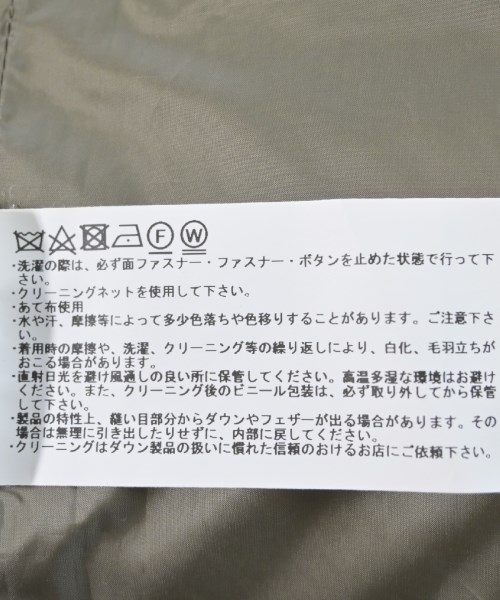 F W
・洗濯の際は、必ず面ファスナー・ファスナー・ボタンを止めた状態で行って下
さい。
・クリーニングネットを使用して下さい。
・あて布使用
・水や汗、摩擦等によって多少色落ちや色移りすることがあります。ご注意下さ
い。
・着用時の摩擦や、洗濯、クリーニング等の繰り返しにより、白化、毛羽立ちが
おこる場合があります。
・直射日光を避け風通しの良い所に保管してください。高温多湿な環境はお避け
ください。また、クリーニング後のビニール包装は、必ず取り外してから保管
して下さい。
・製品の特性上、縫い目部分からダウンやフェザーが出る場合があります。その
場合は無理に引き出したりせずに、内部に戻してください。
・クリーニングはダウン製品の扱いに慣れた信頼のおけるお店にご依頼下さい。